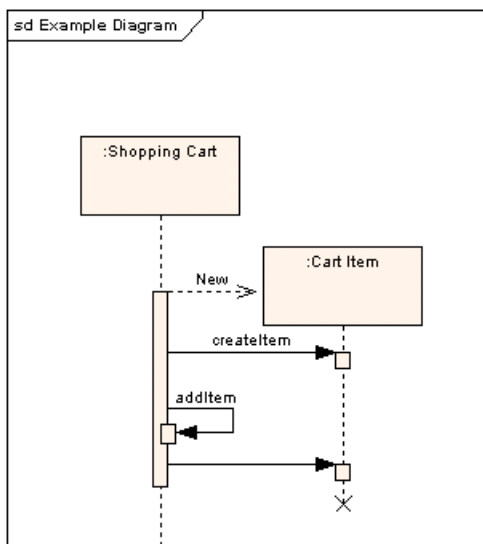 sd Example Diagram
:Shopping Cart
:Cart Item
New
createItem
addItem